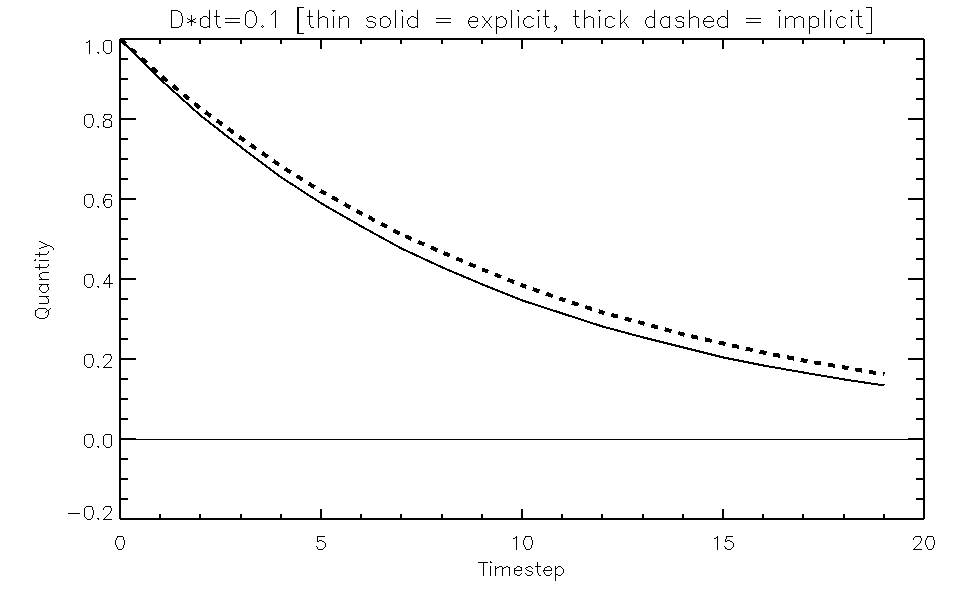 D*dt=0.1 [thin solid = explicit, thick dashed = implicit]
1.0
0.8
0.6
0.4
0.2
0.0
−0.2
Quantity
0 5 10 15 20
Timestep